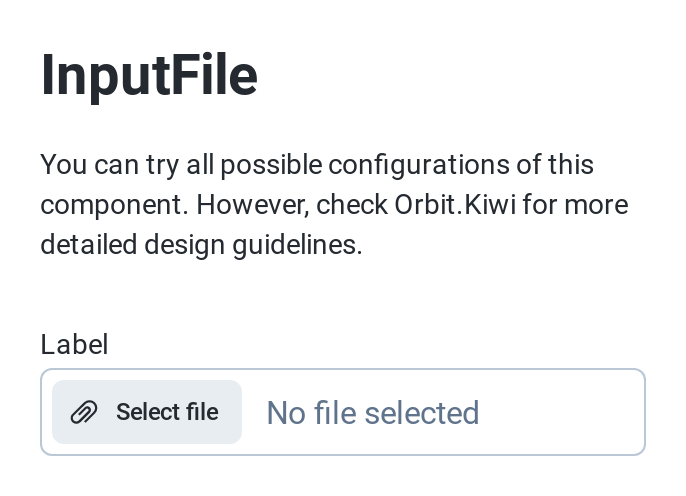 InputFile
You can try all possible configurations of this
component. However, check Orbit.Kiwi for more
detailed design guidelines.
Label
Select file No file selected